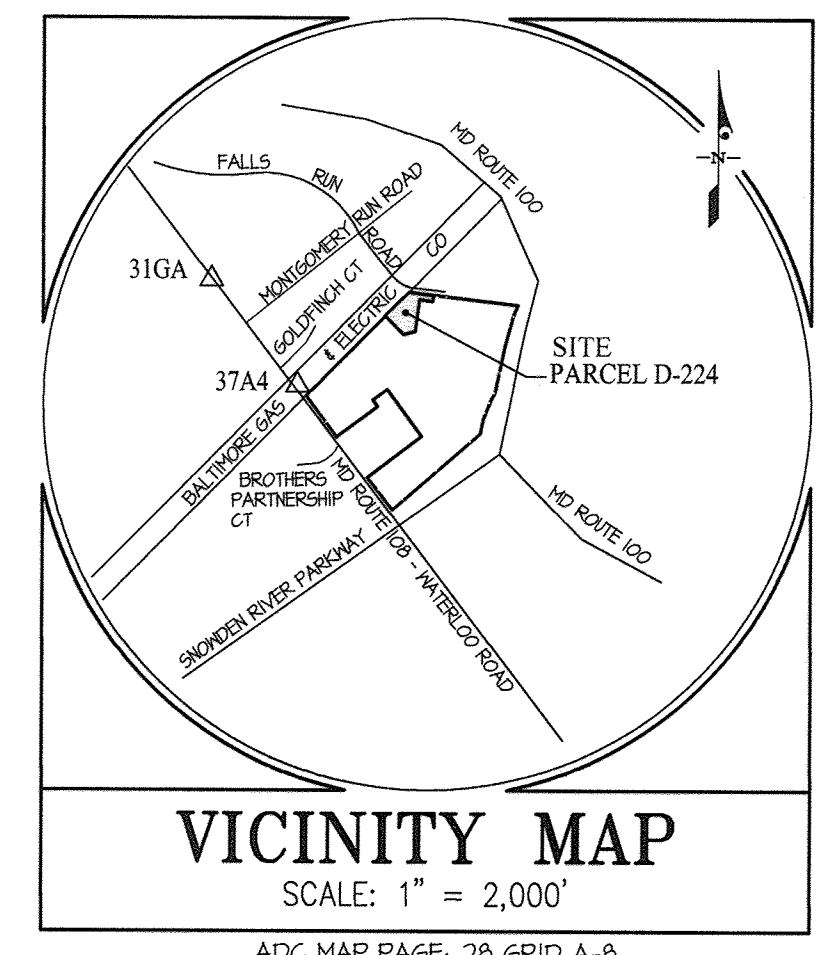 MD ROUTE 100
-N-
FALLS
RUN
ROAD
MONTGOMERY RUN ROAD
31GA
GOLDFINCH CT
CO
& ELECTRIC
BALTIMORE GAS
37A4
SITE
PARCEL D-224
BROTHERS
PARTNERSHIP
CT
MD ROUTE 108 - WATERLOO ROAD
MD ROUTE 100
SNOWDEN RIVER PARKWAY
VICINITY MAP
SCALE: 1" = 2,000'
ADC MAP PAGE: 28 GRID A-8